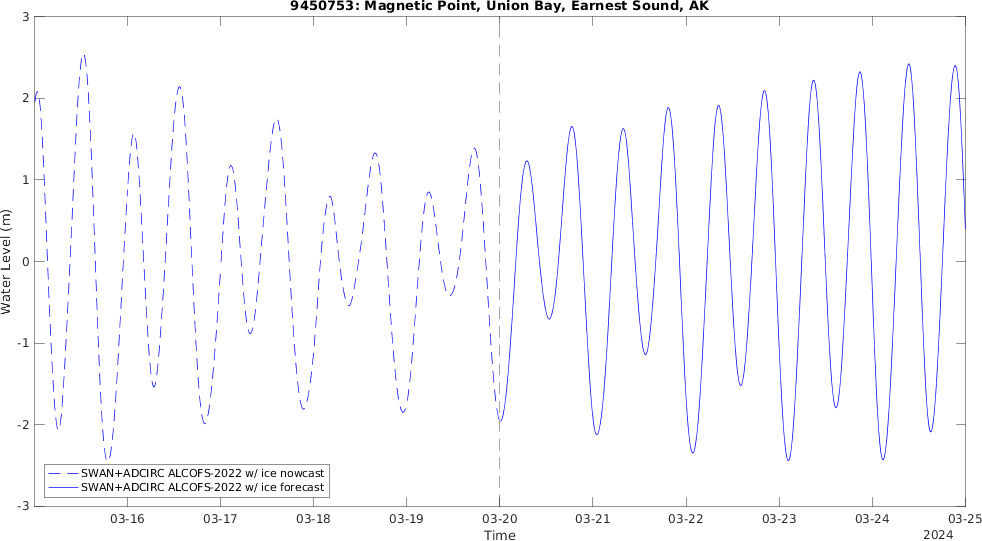 9450753: Magnetic Point, Union Bay, Earnest Sound, AK
3
2
1
0
-1
-2
-3
Water Level (m)
SWAN+ADCIRC ALCOFS-2022 w/ ice nowcast
SWAN+ADCIRC ALCOFS-2022 w/ ice forecast
03-16 03-17 03-18 03-19 03-20 03-21 03-22 03-23 03-24 03-25
Time
2024